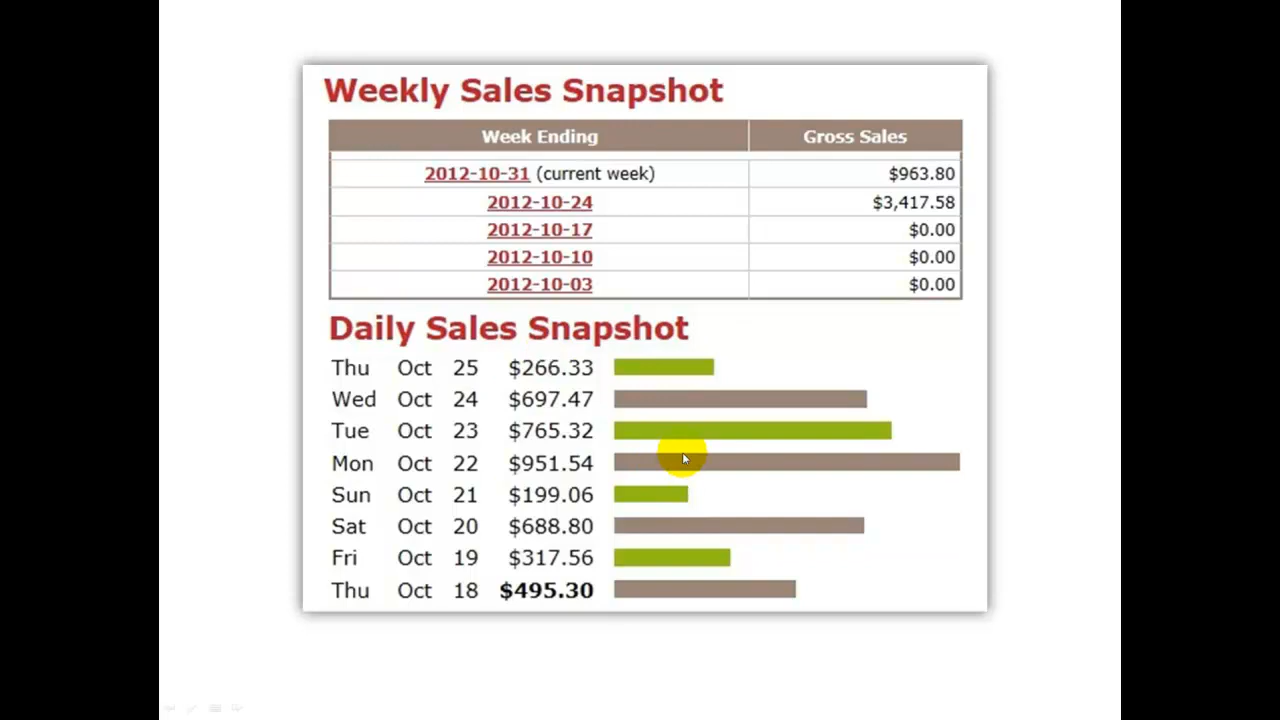 Weekly Sales Snapshot
Week Ending Gross Sales
2012-10-31 (current week) $963.80
2012-10-24 $3,417.58
2012-10-17 $0.00
2012-10-10 $0.00
2012-10-03 $0.00
Daily Sales Snapshot
Thu Oct 25 $266.33
Wed Oct 24 $697.47
Tue Oct 23 $765.32
Mon Oct 22 $951.54
Sun Oct 21 $199.06
Sat Oct 20 $688.80
Fri Oct 19 $317.56
Thu Oct 18 $495.30